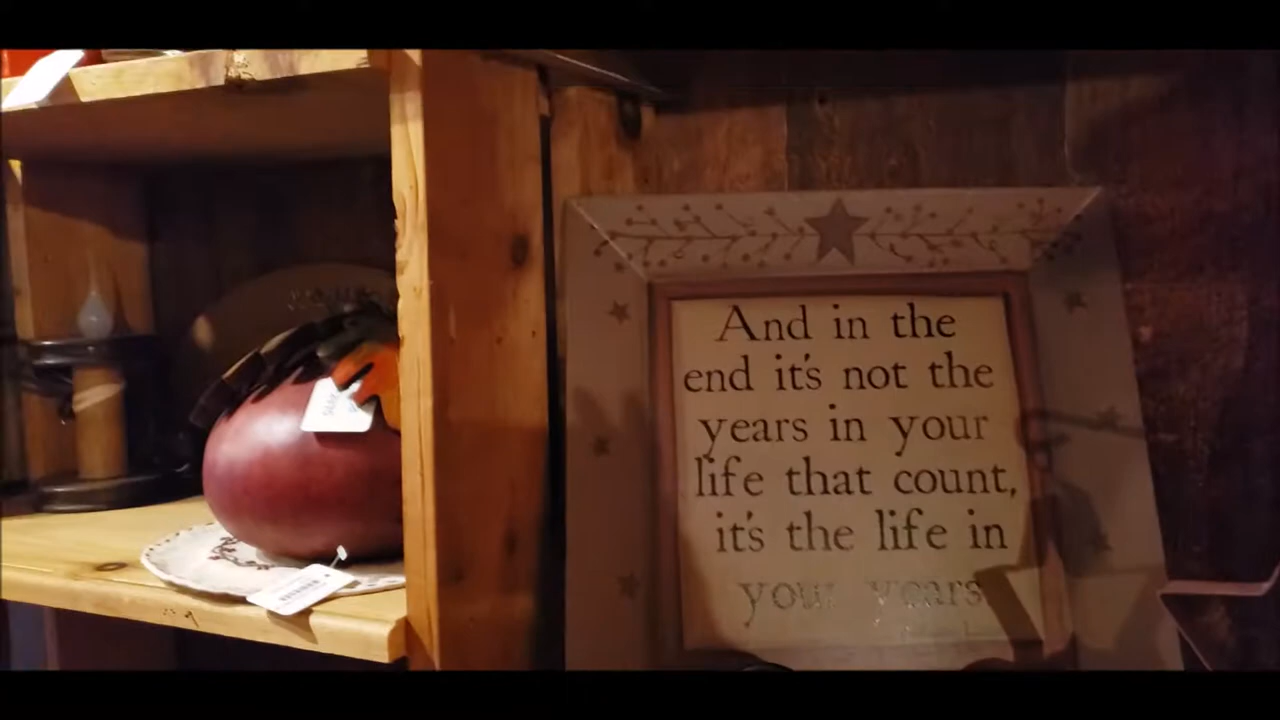 And in the
end it's not the
years in your
life that count,
it's the life in
your years